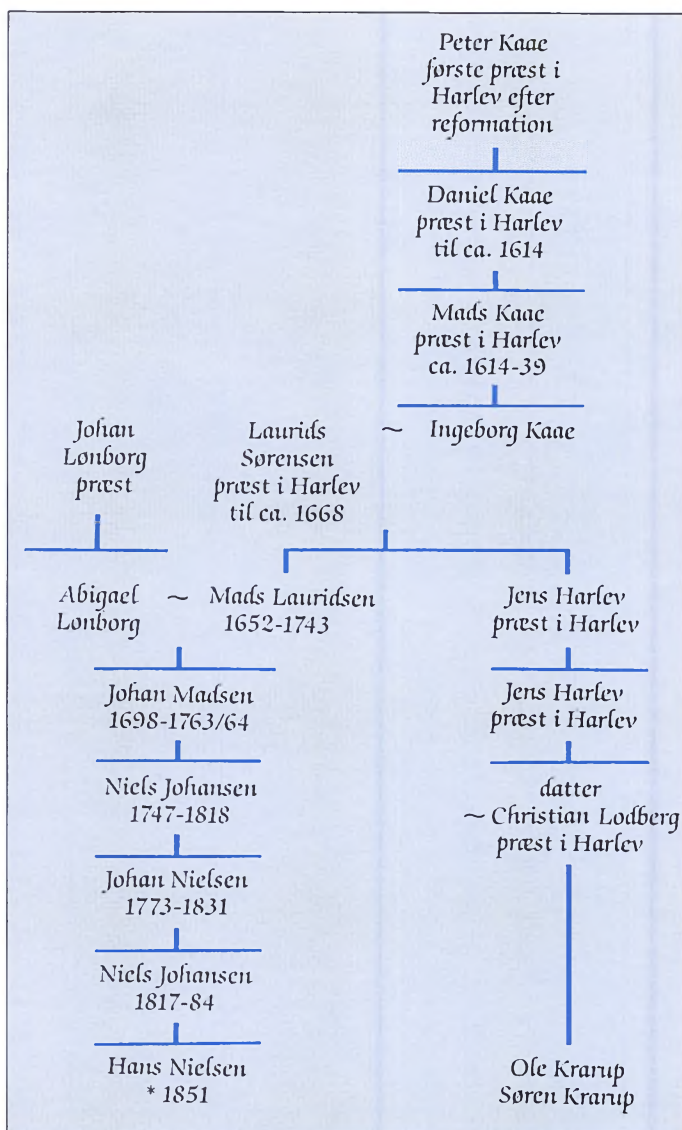 Peter Kaae
første præst i
Harlev efter
reformation
Daniel Kaae
præst i Harlev
til ca. 1614
Mads Kaae
præst i Harlev
ca. 1614-39
Johan
Lønborg
præst
Laurids
Sørensen
præst i Harlev
til ca. 1668
~ Ingeborg Kaae
Abigael
Lønborg
~ Mads Lauridsen
1652-1743
Jens Harlev
præst i Harlev
Johan Madsen
1698-1763/64
Jens Harlev
præst i Harlev
Niels Johansen
1747-1818
datter
~ Christian Lodberg
præst i Harlev
Johan Nielsen
1773-1831
Niels Johansen
1817-84
Hans Nielsen
* 1851
Ole Krarup
Søren Krarup